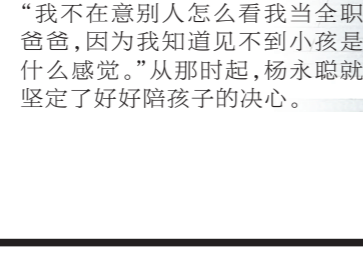 “我不在意别人怎么看我当全职
爸爸,因为我知道见不到小孩是
什么感觉。”从那时起,杨永聪就
坚定了好好陪孩子的决心。